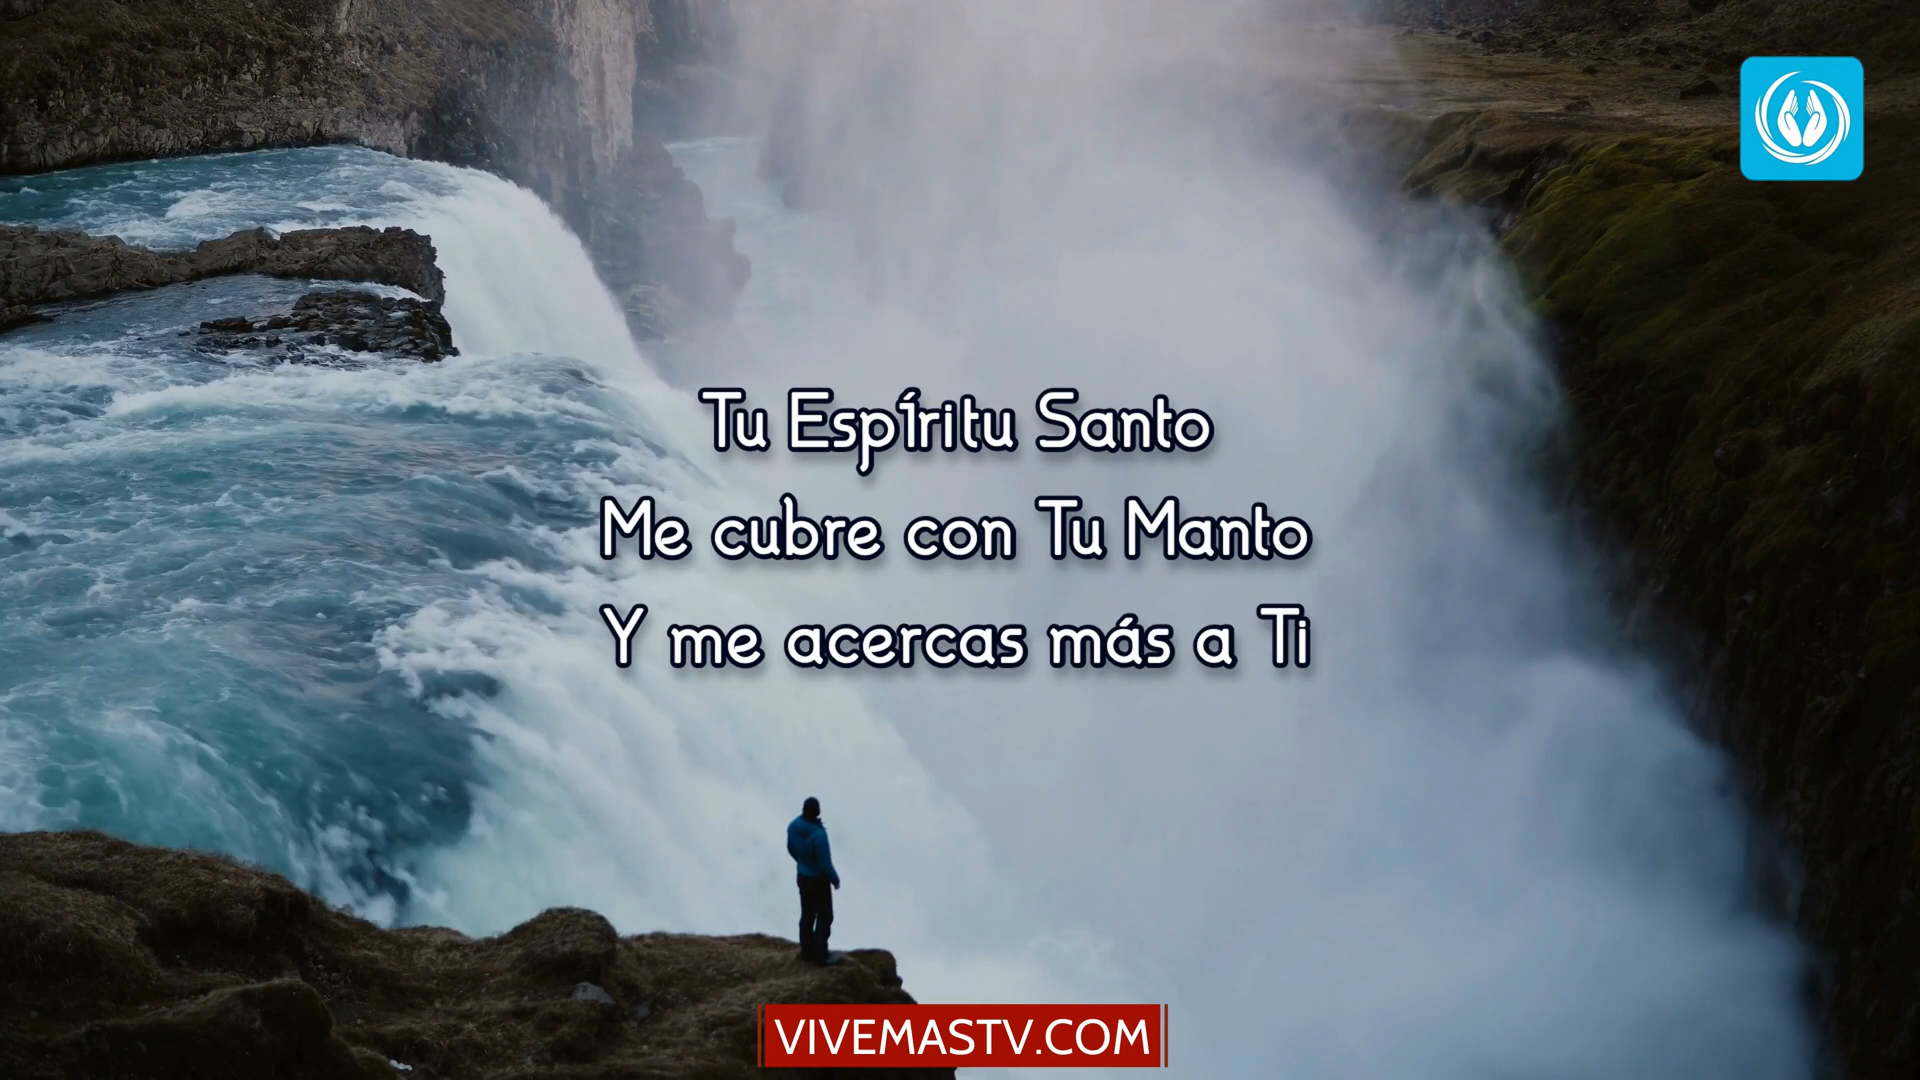 Tu Espíritu Santo
Me cubre con Tu Manto
Y me acercas más a Ti
VIVEMASTV.COM